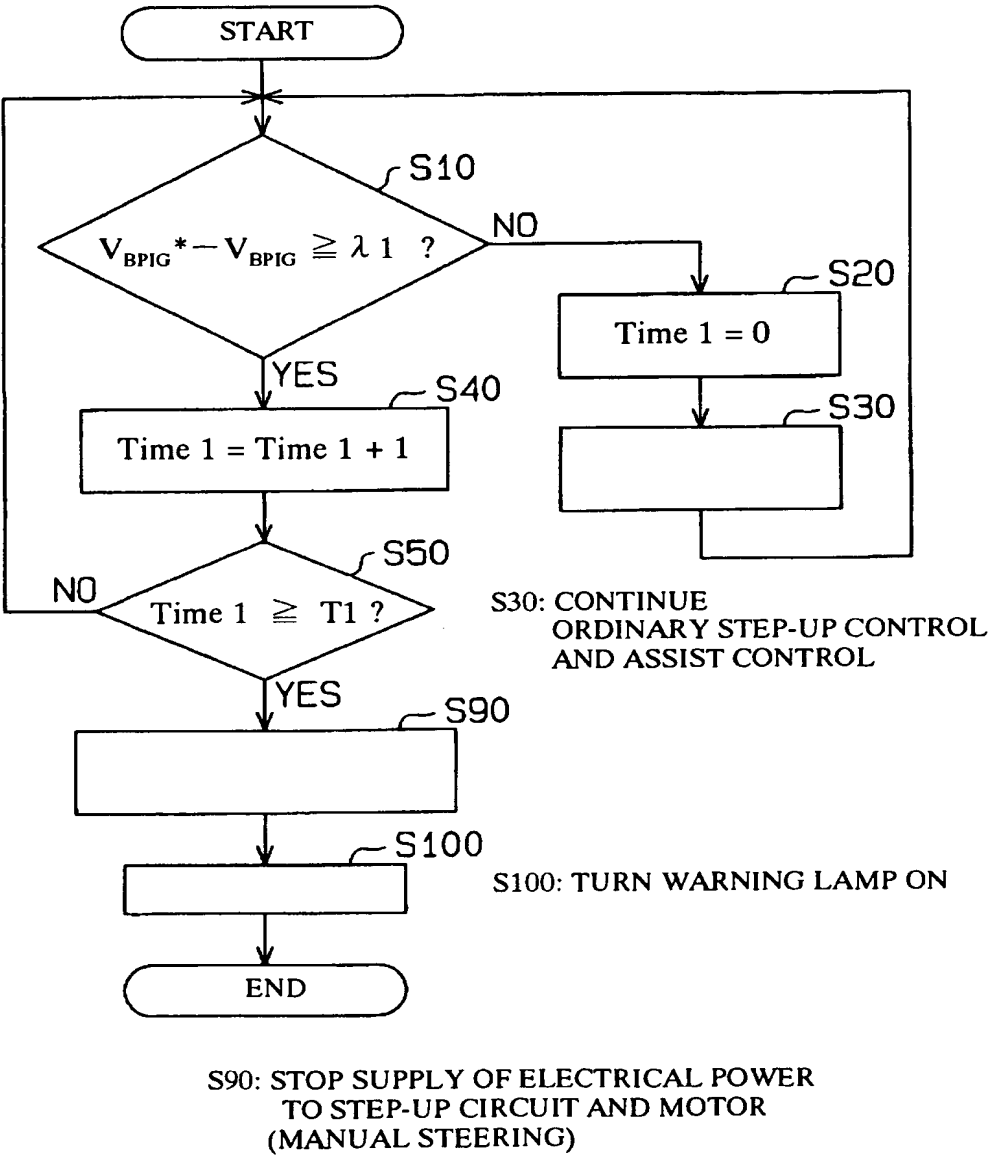 START
S10
V_BPIG* − V_BPIG ≧ λ 1 ?
NO
S20
Time 1 = 0
YES
S40
Time 1 = Time 1 + 1
S30
S50
NO
Time 1 ≧ T1 ?
S30: CONTINUE
ORDINARY STEP-UP CONTROL
AND ASSIST CONTROL
YES
S90
S100
S100: TURN WARNING LAMP ON
END
S90: STOP SUPPLY OF ELECTRICAL POWER
TO STEP-UP CIRCUIT AND MOTOR
(MANUAL STEERING)